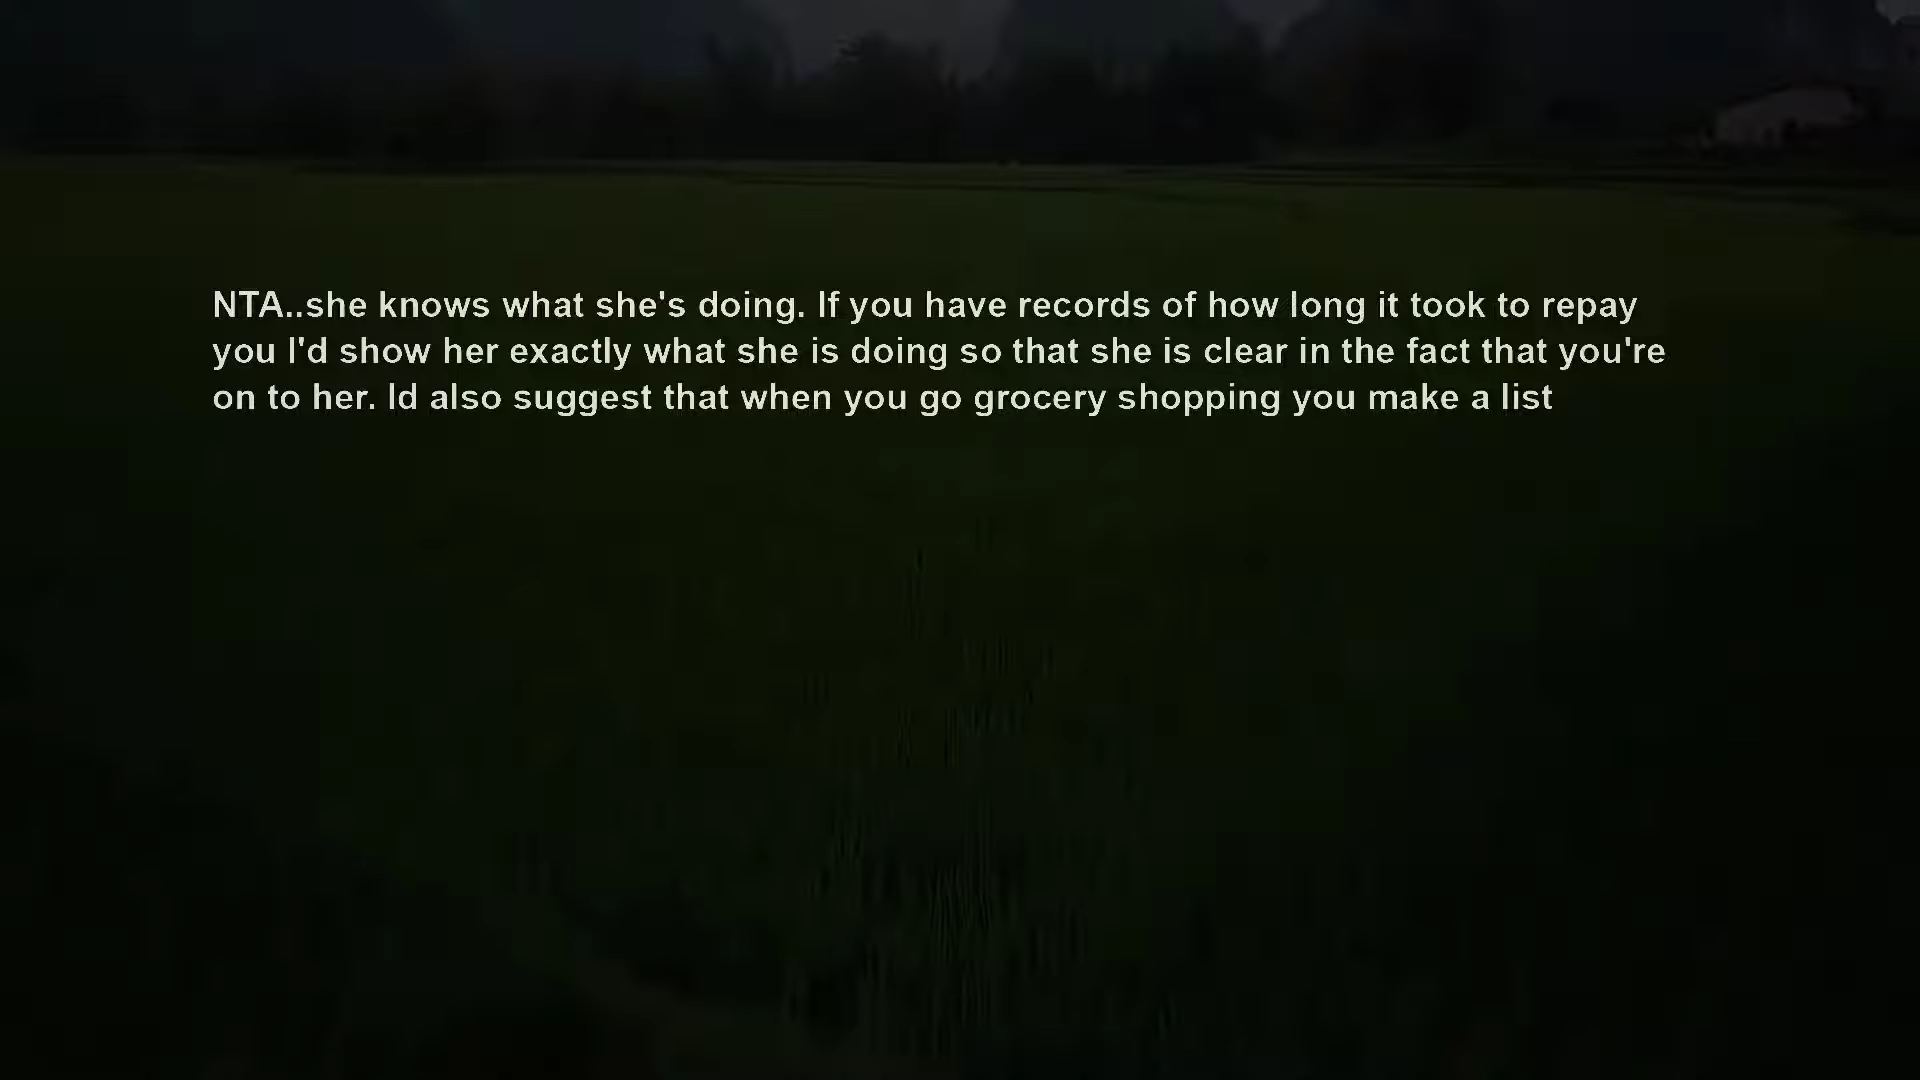 NTA..she knows what she's doing. If you have records of how long it took to repay
you I'd show her exactly what she is doing so that she is clear in the fact that you're
on to her. Id also suggest that when you go grocery shopping you make a list